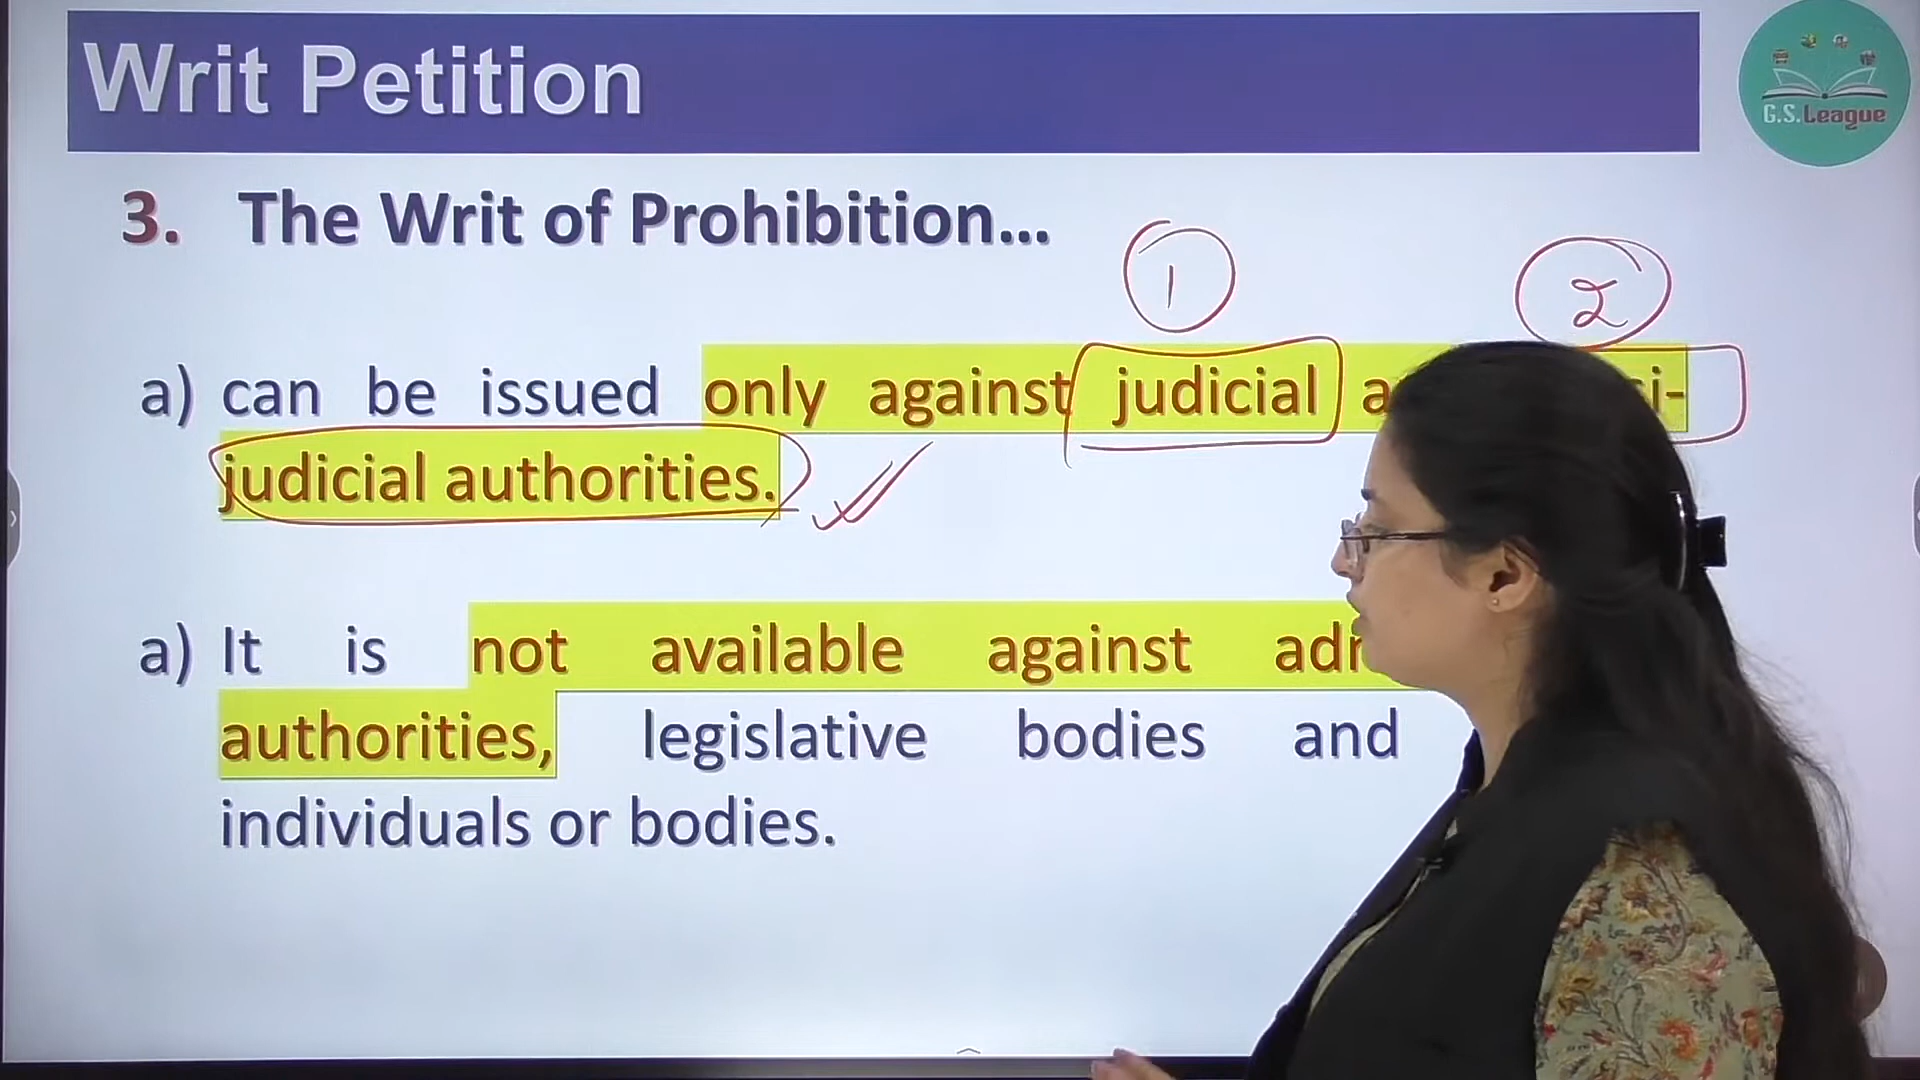 Writ Petition
G.S.League
3. The Writ of Prohibition...
1
2
a) can be issued only against judicial
judicial authorities.
a) It is not available against
authorities, legislative bodies and
individuals or bodies.